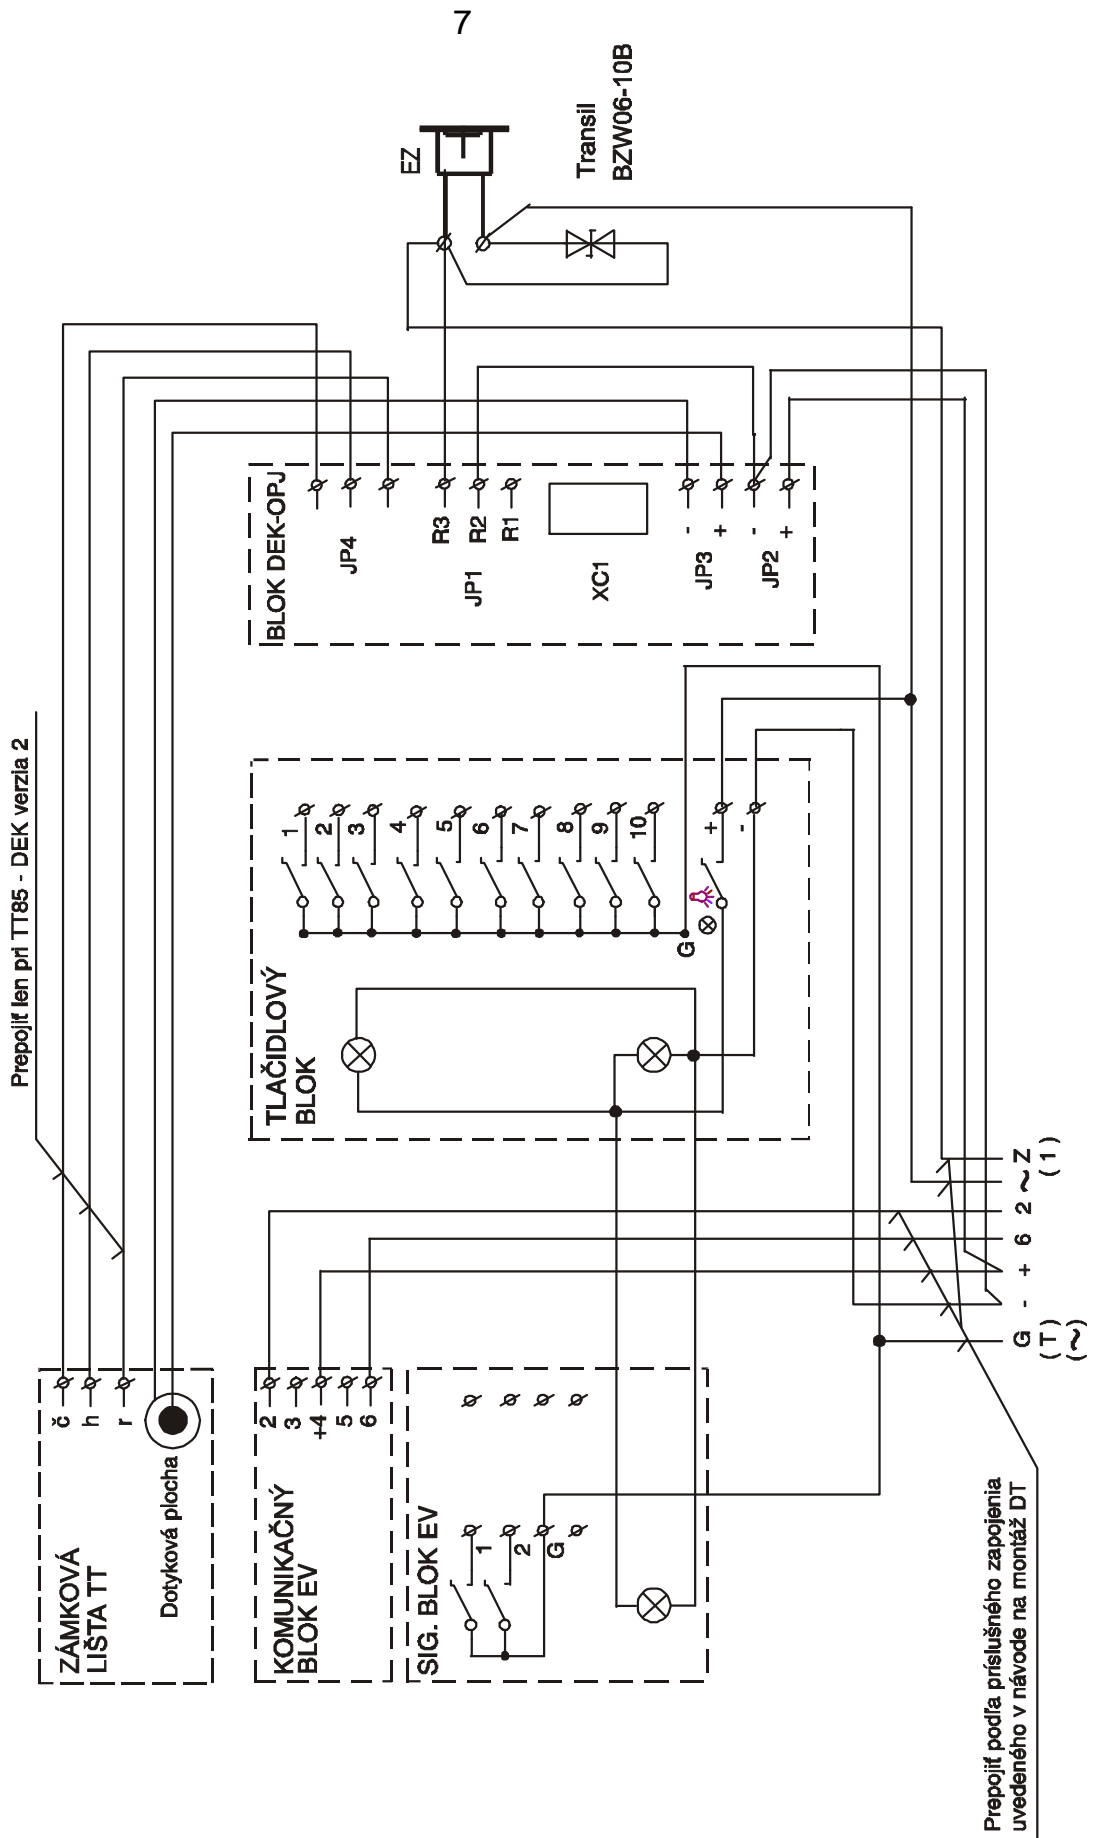 7
EZ
Transil
BZW06-10B
BLOK DEK-OPJ
JP4
R3
R2
R1
JP1
XC1
-
+
JP3
-
+
JP2
Prepojiť len pri TT85 - DEK verzia 2
TLAČIDLOVÝ
BLOK
1
2
3
4
5
6
7
8
9
10
G
+
-
Z
(1)
~
2
6
+
-
G
(T)
(~)
ZÁMKOVÁ
LIŠTA TT
č
h
r
Dotyková plocha
KOMUNIKAČNÝ
BLOK EV
2
3
+4
5
6
SIG. BLOK EV
1
2
G
Prepojiť podľa príslušného zapojenia
uvedeného v návode na montáž DT